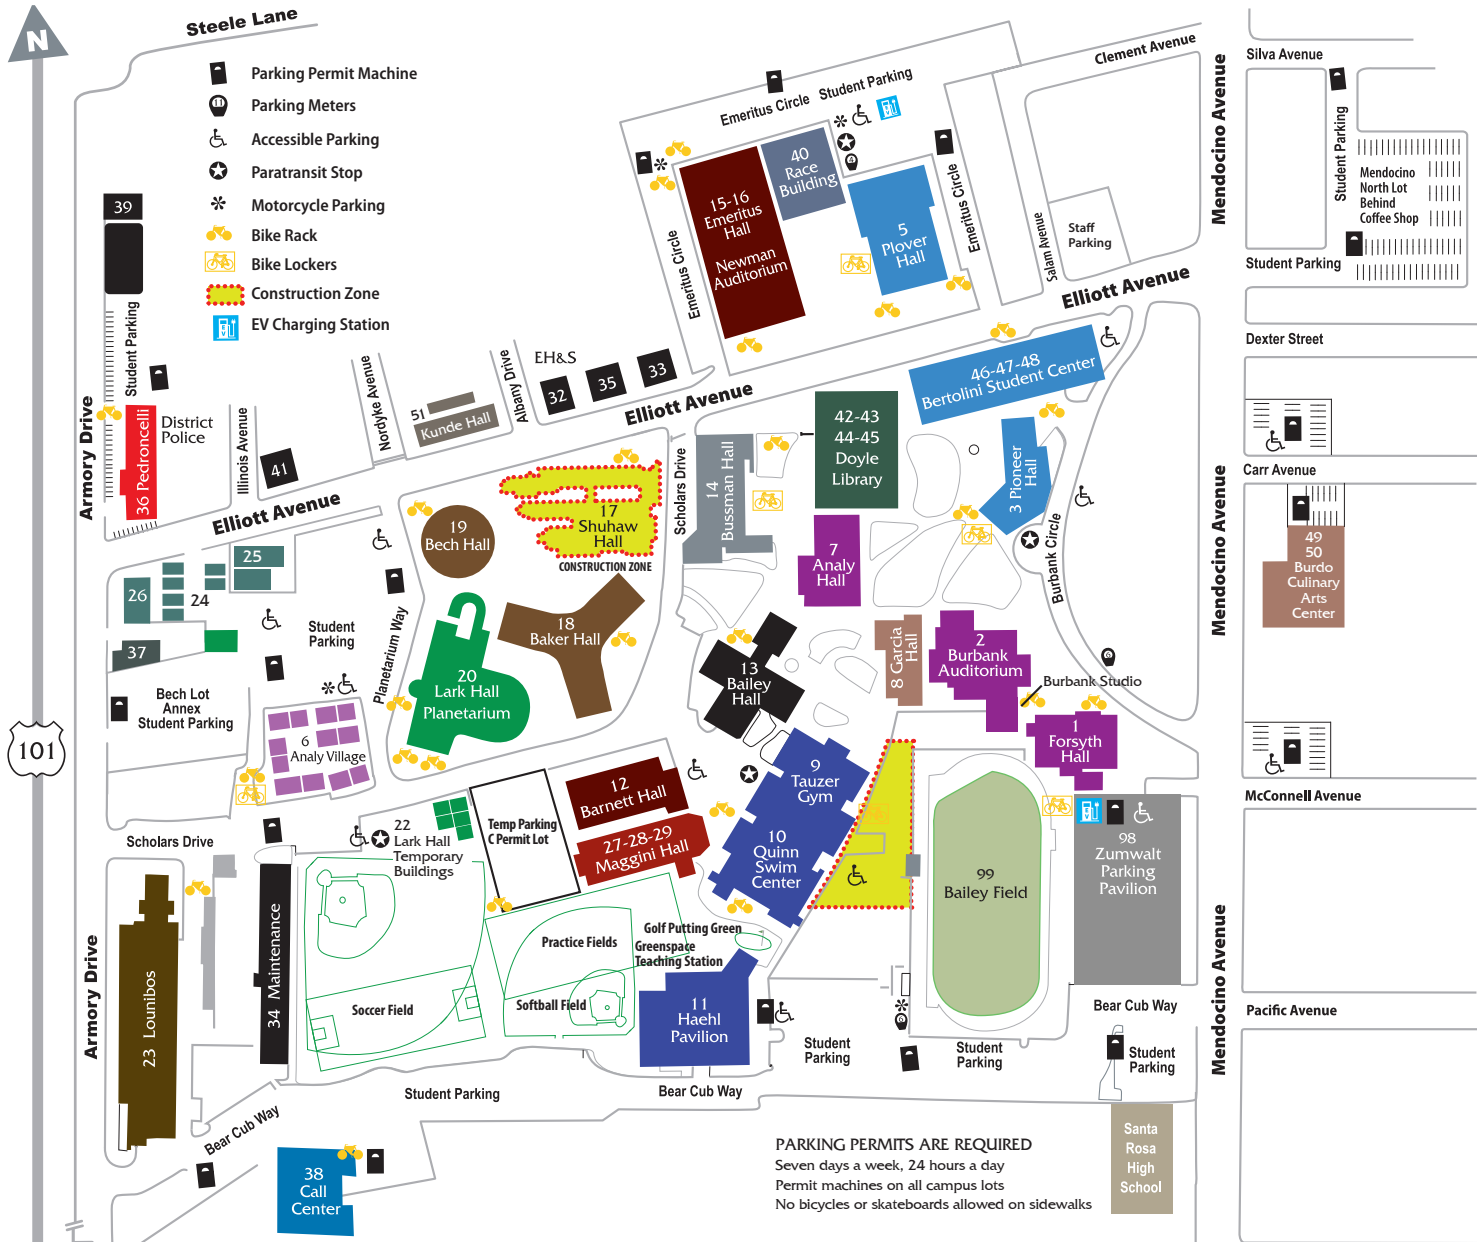 Steele Lane
N
Parking Permit Machine
11
Parking Meters
Accessible Parking
Paratransit Stop
Motorcycle Parking
Bike Rack
Bike Lockers
Construction Zone
EV Charging Station
Clement Avenue
Silva Avenue
Mendocino Avenue
Student Parking
Emeritus Circle
Student Parking
Mendocino
North Lot
Behind
Coffee Shop
Student Parking
Dexter Street
Carr Avenue
40
Race
Building
4
15-16
Emeritus
Hall
Newman
Auditorium
5
Plover
Hall
Emeritus Circle
Emeritus Circle
Salam Avenue
Staff
Parking
Elliott Avenue
39
Student Parking
Armory Drive
36 Pedroncelli
District
Police
Illinois Avenue
41
Nordyke Avenue
51
Kunde Hall
Albany Drive
EH&S
32
35
33
Elliott Avenue
Elliott Avenue
46-47-48
Bertolini Student Center
42-43
44-45
Doyle
Library
3 Pioneer
Hall
Scholars Drive
14
Bussman Hall
17
Shuhaw
Hall
CONSTRUCTION ZONE
19
Bech Hall
7
Analy
Hall
Burbank Circle
Mendocino Avenue
49
50
Burdo
Culinary
Arts
Center
25
26
24
37
Student
Parking
Planetarium Way
18
Baker Hall
20
Lark Hall
Planetarium
13
Bailey
Hall
8 Garcia
Hall
2
Burbank
Auditorium
Burbank Studio
1
Forsyth
Hall
Bech Lot
Annex
Student Parking
6
Analy Village
101
McConnell Avenue
Scholars Drive
22
Lark Hall
Temporary
Buildings
Temp Parking
C Permit Lot
12
Barnett Hall
27-28-29
Maggini Hall
9
Tauzer
Gym
10
Quinn
Swim
Center
99
Bailey Field
98
Zumwalt
Parking
Pavilion
Armory Drive
23 Lounibos
34 Maintenance
Soccer Field
Practice Fields
Softball Field
Golf Putting Green
Greenspace
Teaching Station
11
Haehl
Pavilion
Student
Parking
Student
Parking
Bear Cub Way
Student
Parking
Mendocino Avenue
Pacific Avenue
Student Parking
Bear Cub Way
Bear Cub Way
38
Call
Center
PARKING PERMITS ARE REQUIRED
Seven days a week, 24 hours a day
Permit machines on all campus lots
No bicycles or skateboards allowed on sidewalks
Santa
Rosa
High
School